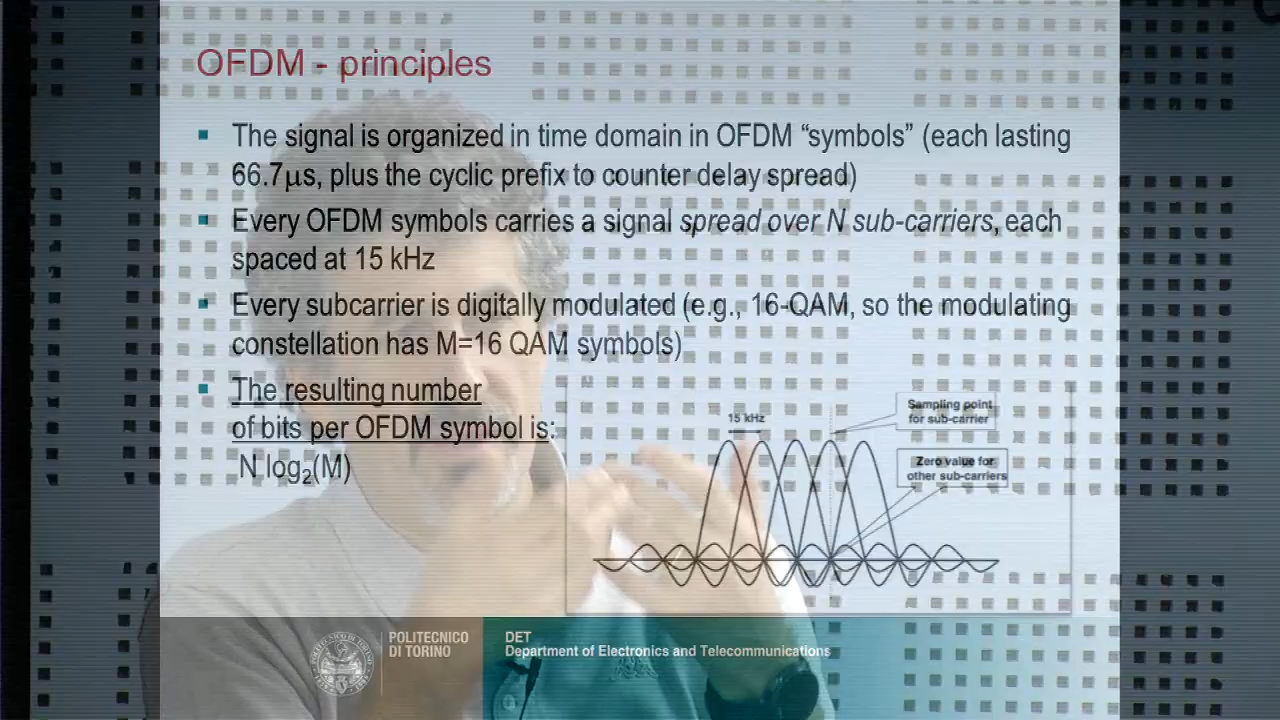 OFDM - principles
The signal is organized in time domain in OFDM “symbols” (each lasting
66.7μs, plus the cyclic prefix to counter delay spread)
Every OFDM symbols carries a signal spread over N sub-carriers, each
spaced at 15 kHz
Every subcarrier is digitally modulated (e.g., 16-QAM, so the modulating
constellation has M=16 QAM symbols)
The resulting number
of bits per OFDM symbol is:
N log₂(M)
15 kHz
Sampling point
for sub-carrier
Zero value for
other sub-carriers
POLITECNICO
DI TORINO
DET
Department of Electronics and Telecommunications